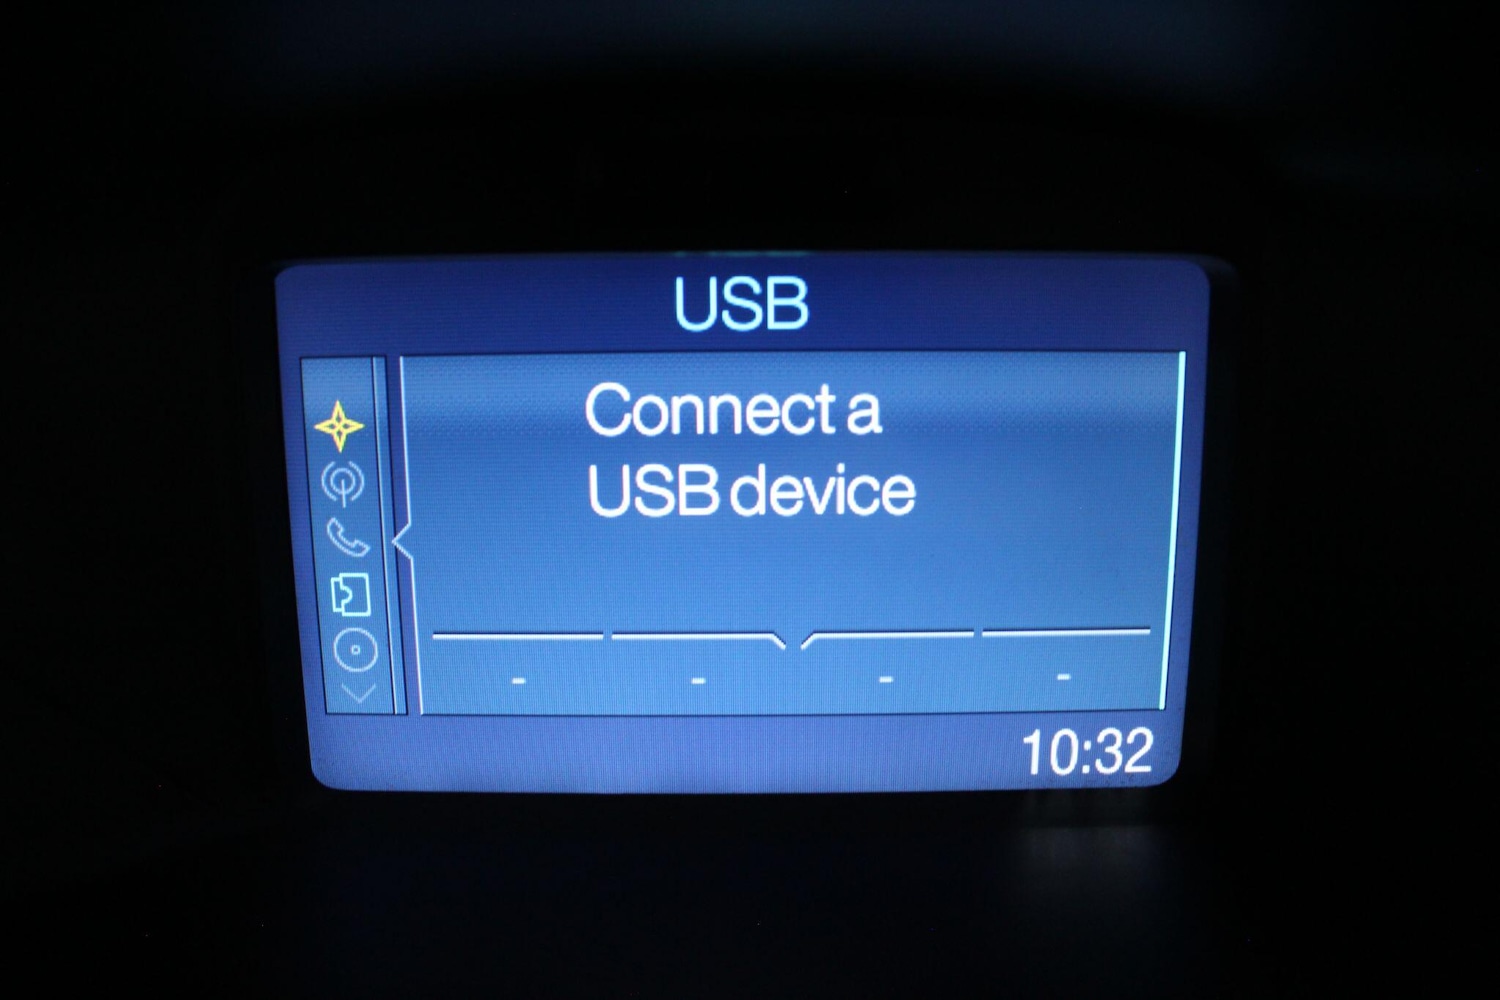 USB
Connect a
USB device
- - - -
10:32